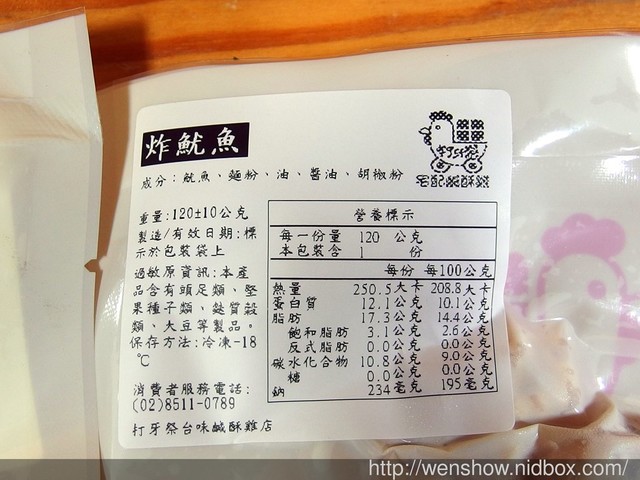 炸魷魚
打牙祭
宅配鹹酥雞
成分:魷魚、麵粉、油、醬油、胡椒粉
重量:120±10公克
製造/有效日期:標
示於包裝袋上
過敏原資訊:本產
品含有頭足類、堅
果種子類、麩質穀
類、大豆等製品。
保存方法:冷凍-18
℃
消費者服務電話:
(02)8511-0789
打牙祭台味鹹酥雞店
營養標示
每一份量 120 公克
本包裝含 1 份
每份 每100公克
熱量 250.5大卡 208.8大卡
蛋白質 12.1公克 10.1公克
脂肪 17.3公克 14.4公克
飽和脂肪 3.1公克 2.6公克
反式脂肪 0.0公克 0.0公克
碳水化合物 10.8公克 9.0公克
糖 0.0公克 0.0公克
鈉 234毫克 195毫克
http://wenshow.nidbox.com/